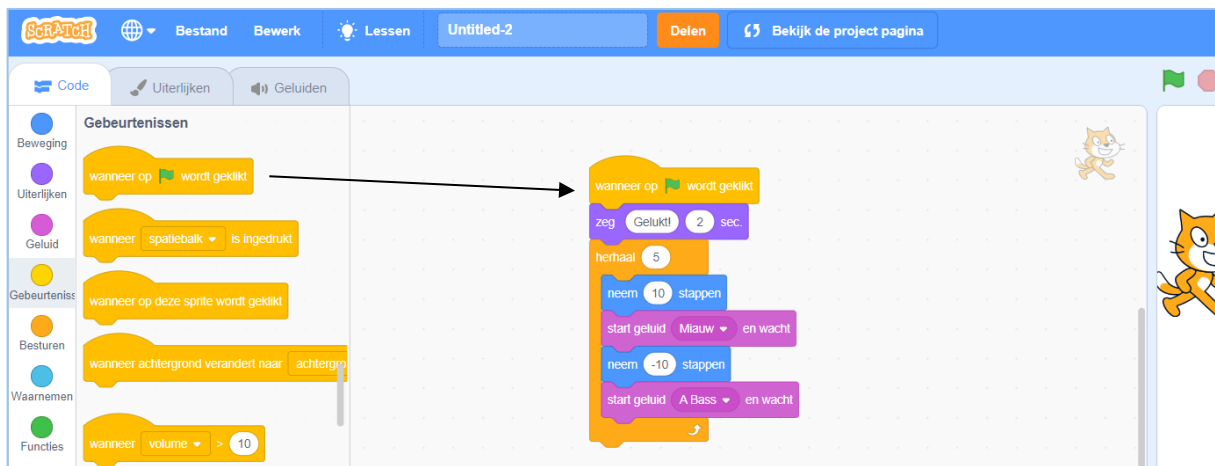 SCRATCH Bestand Bewerk Lessen Untitled-2 Delen Bekijk de project pagina
Code Uiterlijken Geluiden
Beweging
Uiterlijken
Geluid
Gebeurteniss
Besturen
Waarnemen
Functies
Gebeurtenissen
wanneer op wordt geklikt
wanneer spatiebalk is ingedrukt
wanneer op deze sprite wordt geklikt
wanneer achtergrond verandert naar achtergro
wanneer volume > 10
wanneer op wordt geklikt
zeg Gelukt! 2 sec.
herhaal 5
neem 10 stappen
start geluid Miauw en wacht
neem -10 stappen
start geluid A Bass en wacht